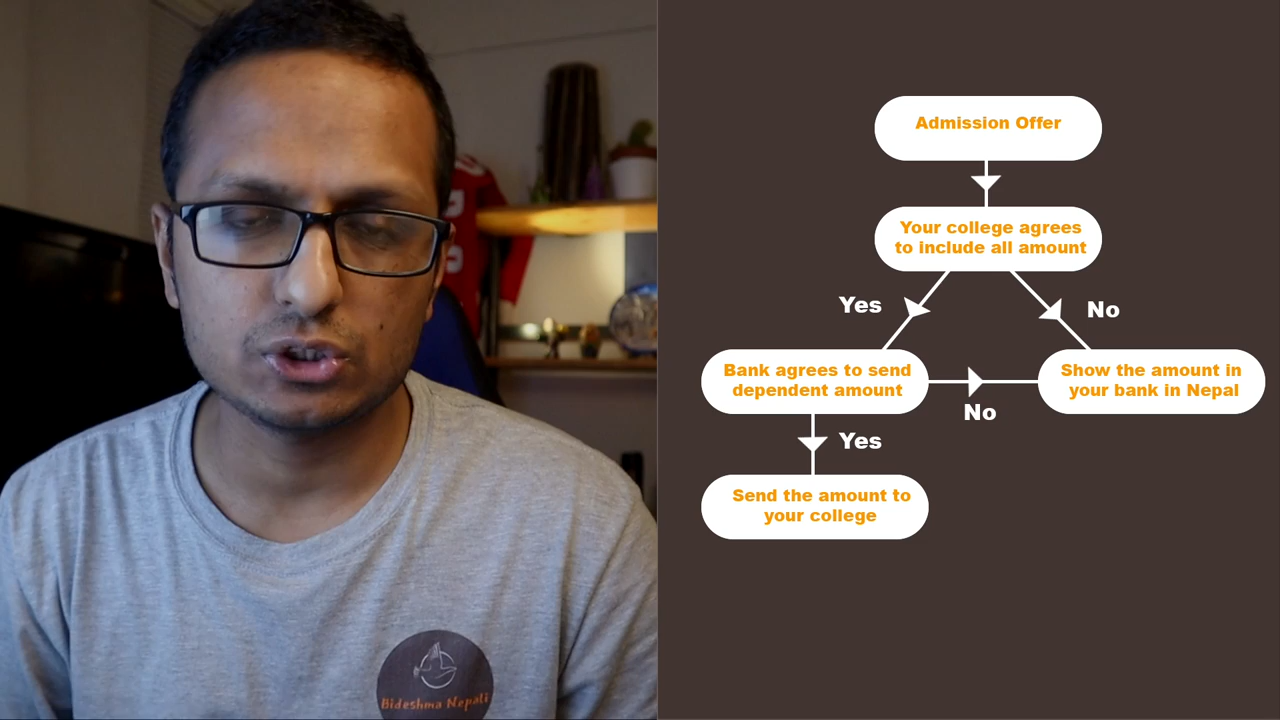 Admission Offer
Your college agrees
to include all amount
Yes
No
Bank agrees to send
dependent amount
No
Show the amount in
your bank in Nepal
Yes
Send the amount to
your college
Bideshma Nepali